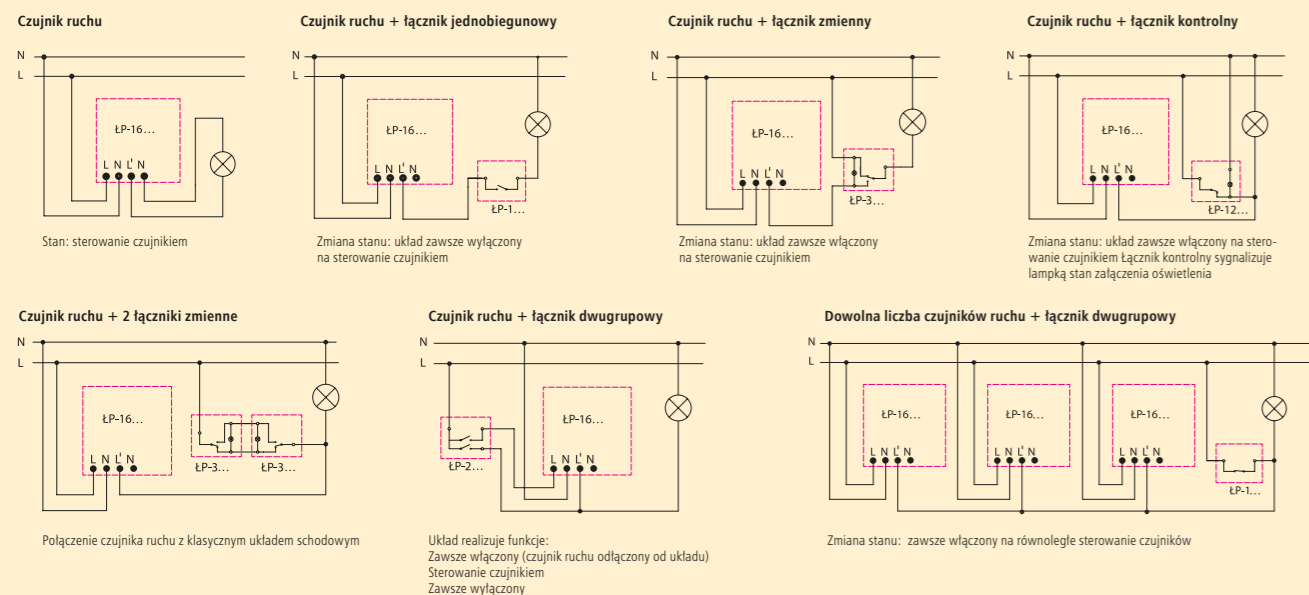 Czujnik ruchu
N
L
ŁP-16...
L N L' N
Stan: sterowanie czujnikiem
Czujnik ruchu + łącznik jednobiegunowy
N
L
ŁP-16...
L N L' N
ŁP-1...
Zmiana stanu: układ zawsze wyłączony
na sterowanie czujnikiem
Czujnik ruchu + łącznik zmienny
N
L
ŁP-16...
L N L' N
ŁP-3...
Zmiana stanu: układ zawsze włączony
na sterowanie czujnikiem
Czujnik ruchu + łącznik kontrolny
N
L
ŁP-16...
L N L' N
ŁP-12...
Zmiana stanu: układ zawsze włączony na stero-
wanie czujnikiem Łącznik kontrolny sygnalizuje
lampką stan załączenia oświetlenia
Czujnik ruchu + 2 łączniki zmienne
N
L
ŁP-16...
L N L' N
ŁP-3...
ŁP-3...
Połączenie czujnika ruchu z klasycznym układem schodowym
Czujnik ruchu + łącznik dwugrupowy
N
L
ŁP-16...
L N L' N
ŁP-2...
Układ realizuje funkcje:
Zawsze włączony (czujnik ruchu odłączony od układu)
Sterowanie czujnikiem
Zawsze wyłączony
Dowolna liczba czujników ruchu + łącznik dwugrupowy
N
L
ŁP-16...
L N L' N
ŁP-16...
L N L' N
ŁP-16...
L N L' N
ŁP-1...
Zmiana stanu: zawsze włączony na równoległe sterowanie czujników